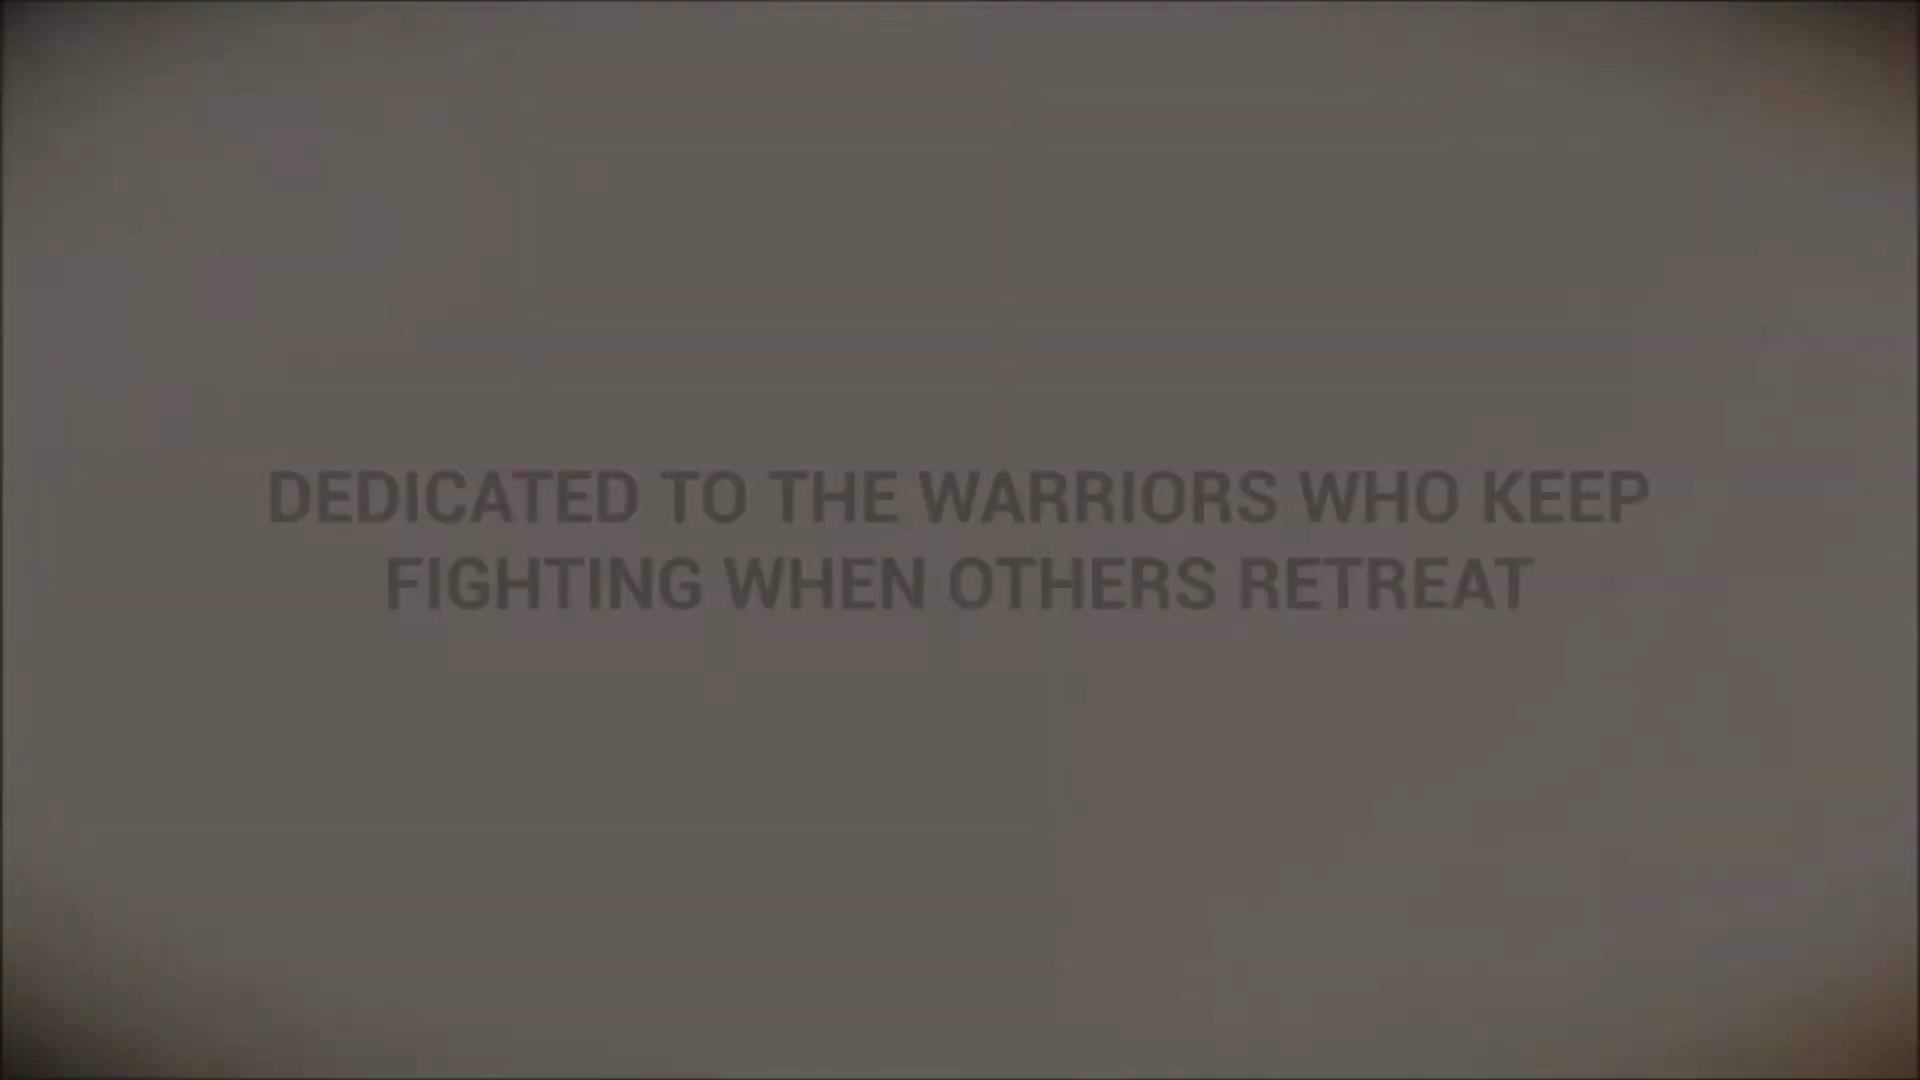 DEDICATED TO THE WARRIORS WHO KEEP
FIGHTING WHEN OTHERS RETREAT